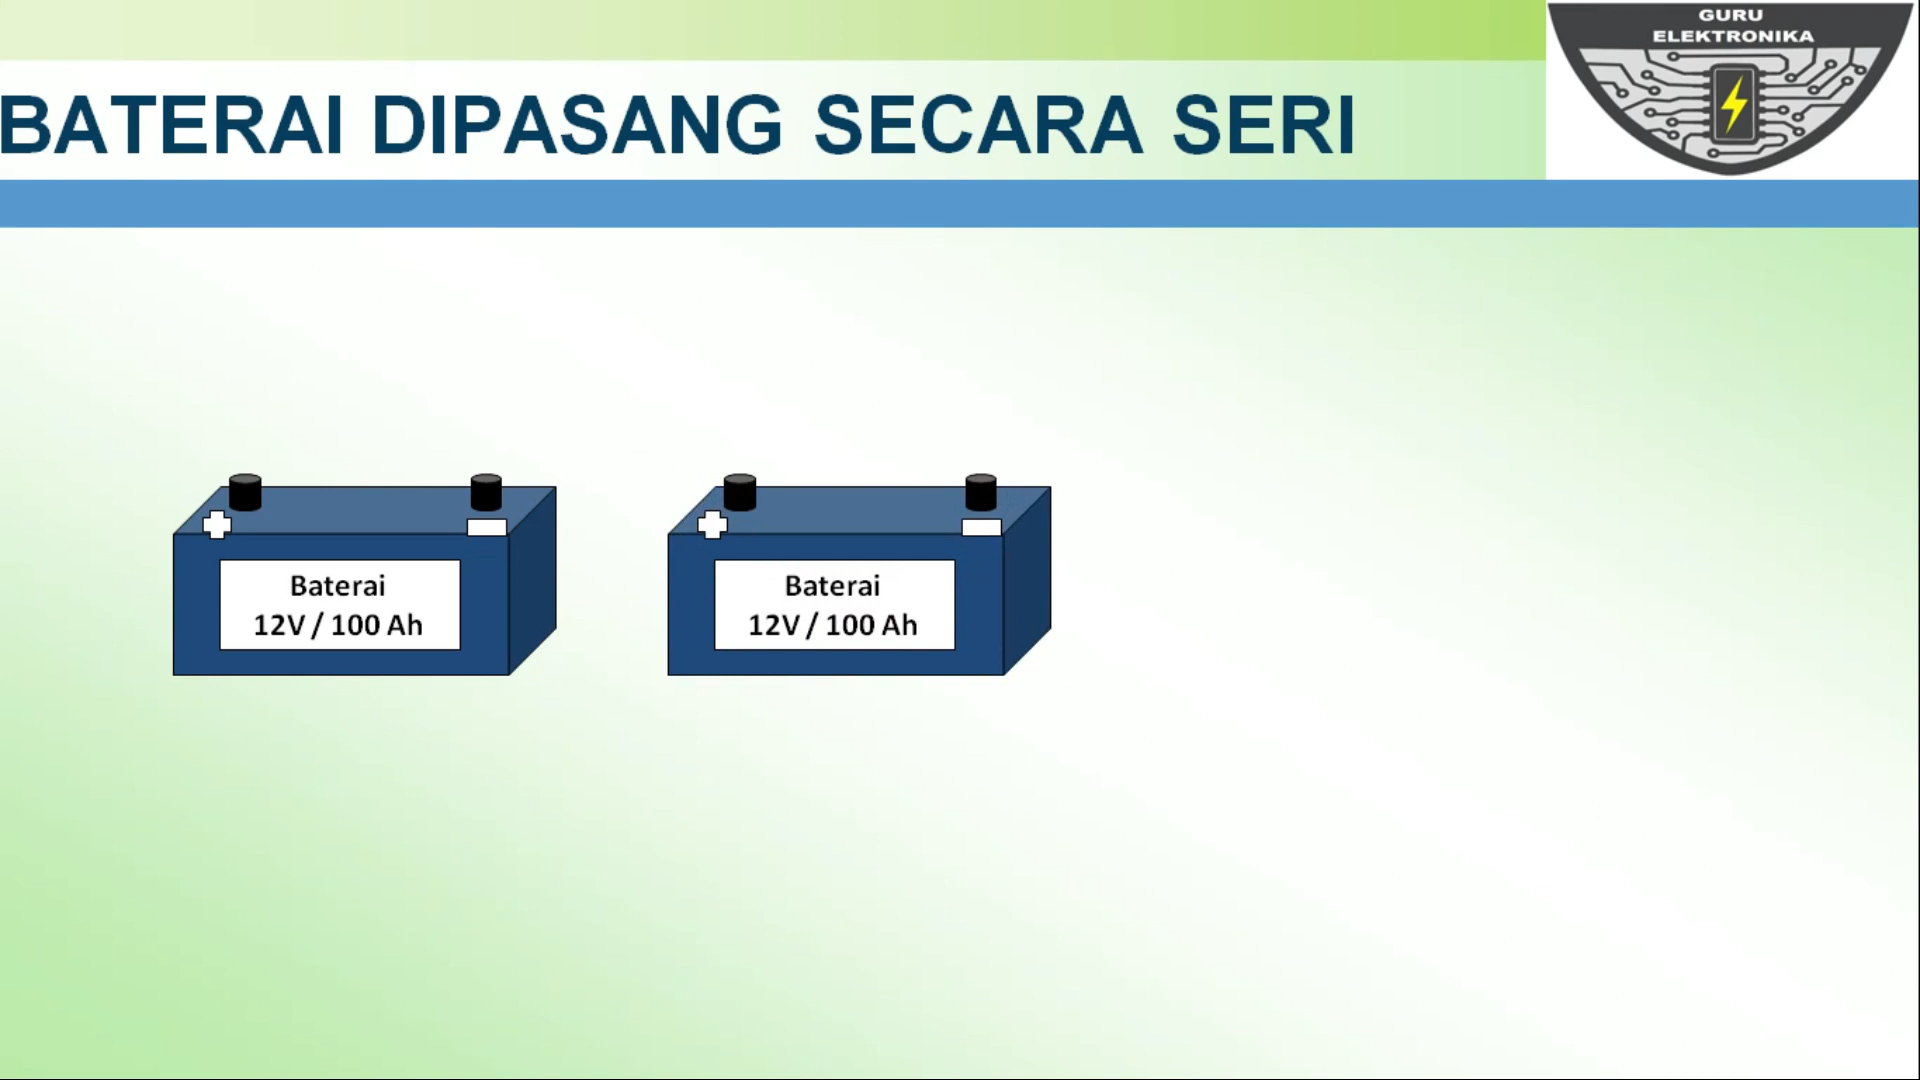 GURU
ELEKTRONIKA
BATERAI DIPASANG SECARA SERI
Baterai
12V / 100 Ah
Baterai
12V / 100 Ah